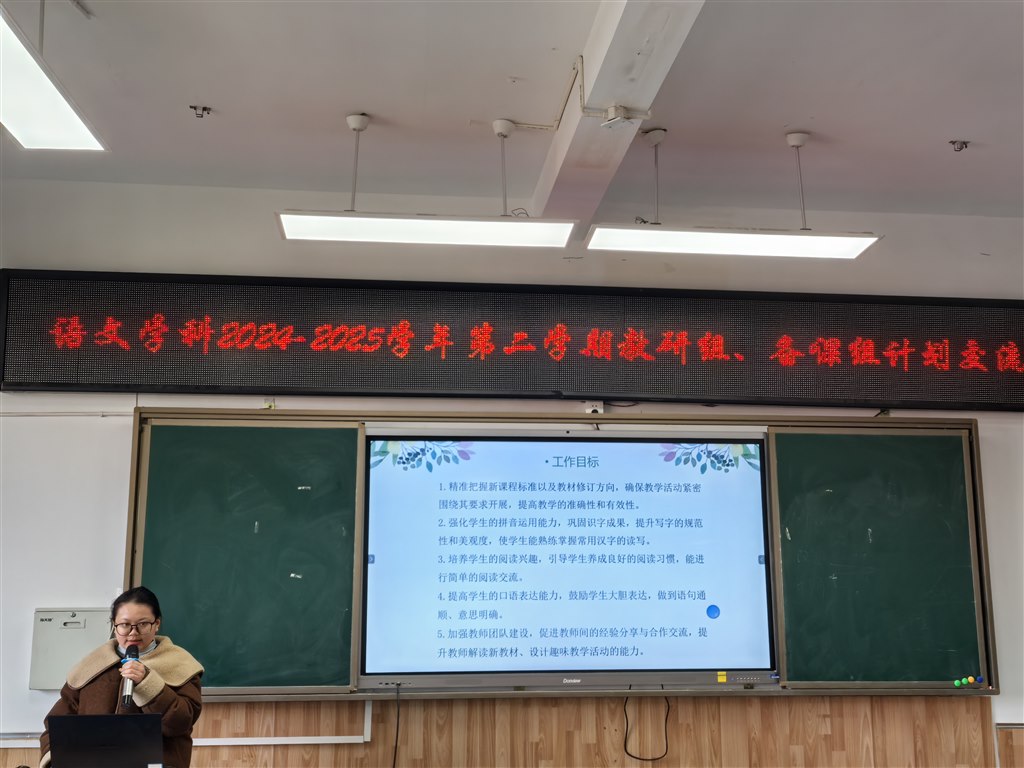 语文学科2024-2025学年第二学期教研组、备课组计划交流
·工作目标
1.精准把握新课程标准以及教材修订方向，确保教学活动紧密
围绕其要求开展，提高教学的准确性和有效性。
2.强化学生的拼音运用能力，巩固识字成果，提升写字的规范
性和美观度，使学生能熟练掌握常用汉字的读写。
3.培养学生的阅读兴趣，引导学生养成良好的阅读习惯，能进
行简单的阅读交流。
4.提高学生的口语表达能力，鼓励学生大胆表达，做到语句通
顺、意思明确。
5.加强教师团队建设，促进教师间的经验分享与合作交流，提
升教师解读新教材、设计趣味教学活动的能力。
Donview